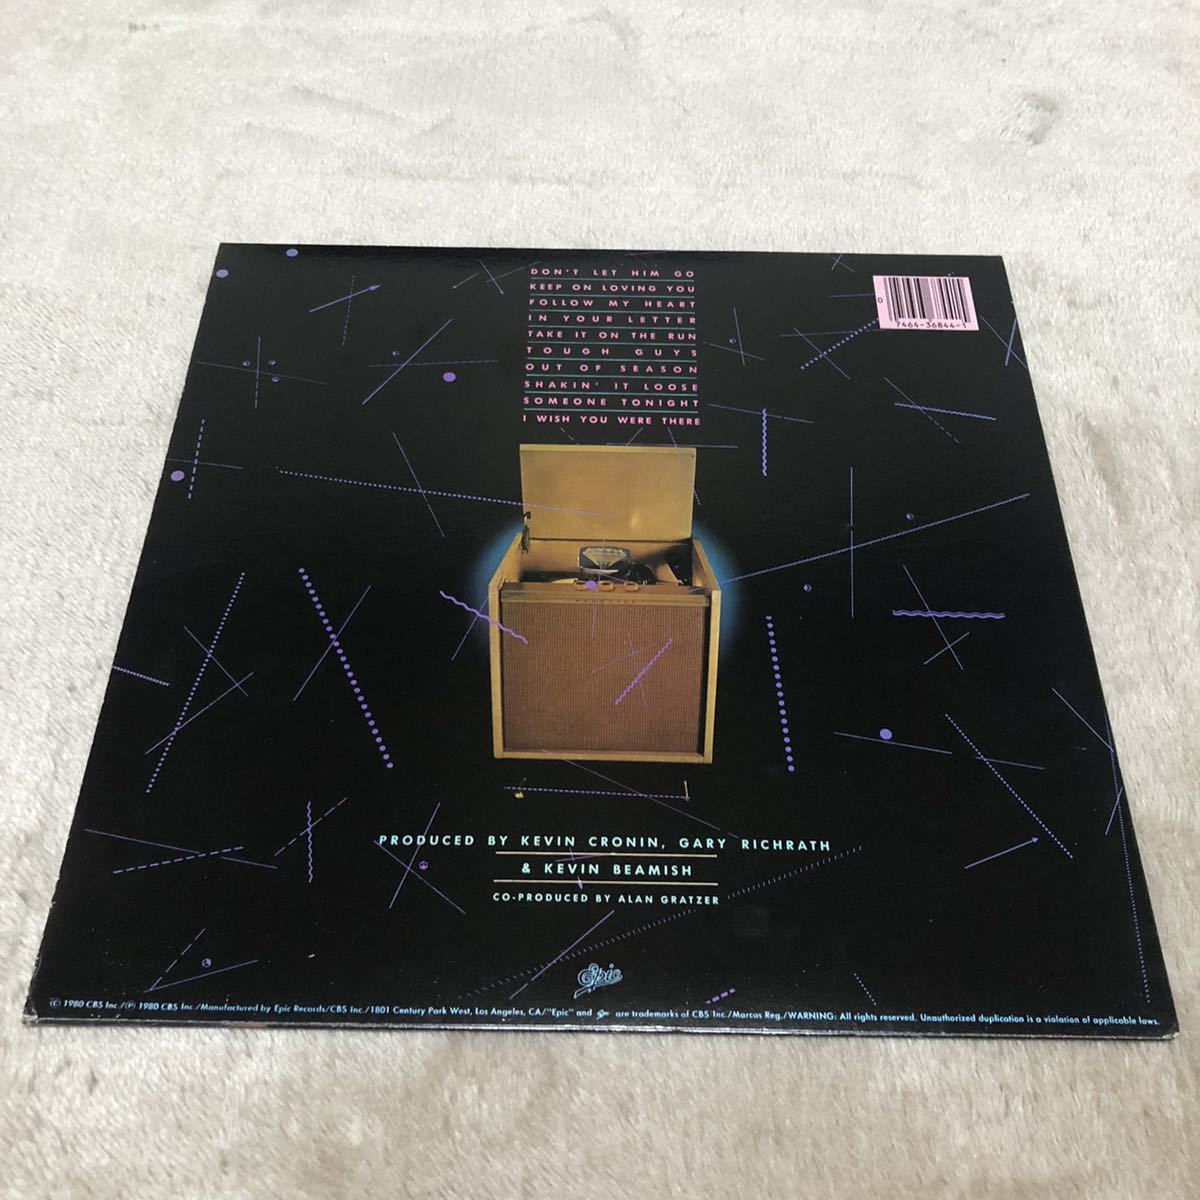 DON'T LET HIM GO
KEEP ON LOVING YOU
FOLLOW MY HEART
IN YOUR LETTER
TAKE IT ON THE RUN
TOUGH GUYS
OUT OF SEASON
SHAKIN' IT LOOSE
SOMEONE TONIGHT
I WISH YOU WERE THERE
0
7464-36844-1
PRODUCED BY KEVIN CRONIN, GARY RICHRATH
& KEVIN BEAMISH
CO-PRODUCED BY ALAN GRATZER
Epic
© 1980 CBS Inc./℗ 1980 CBS Inc./Manufactured by Epic Records/CBS Inc./1801 Century Park West, Los Angeles, CA/"Epic" and are trademarks of CBS Inc./Marcas Reg./WARNING: All rights reserved. Unauthorized duplication is a violation of applicable laws.